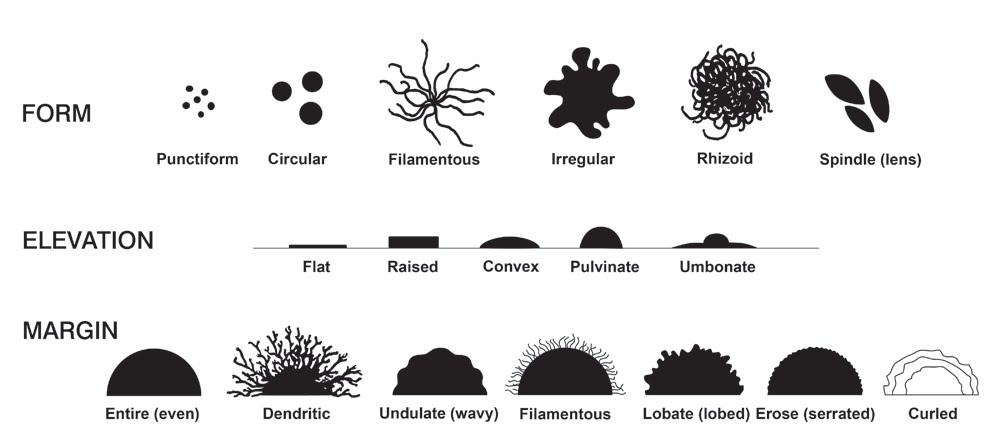 FORM
Punctiform Circular Filamentous Irregular Rhizoid Spindle (lens)
ELEVATION
Flat Raised Convex Pulvinate Umbonate
MARGIN
Entire (even) Dendritic Undulate (wavy) Filamentous Lobate (lobed) Erose (serrated) Curled